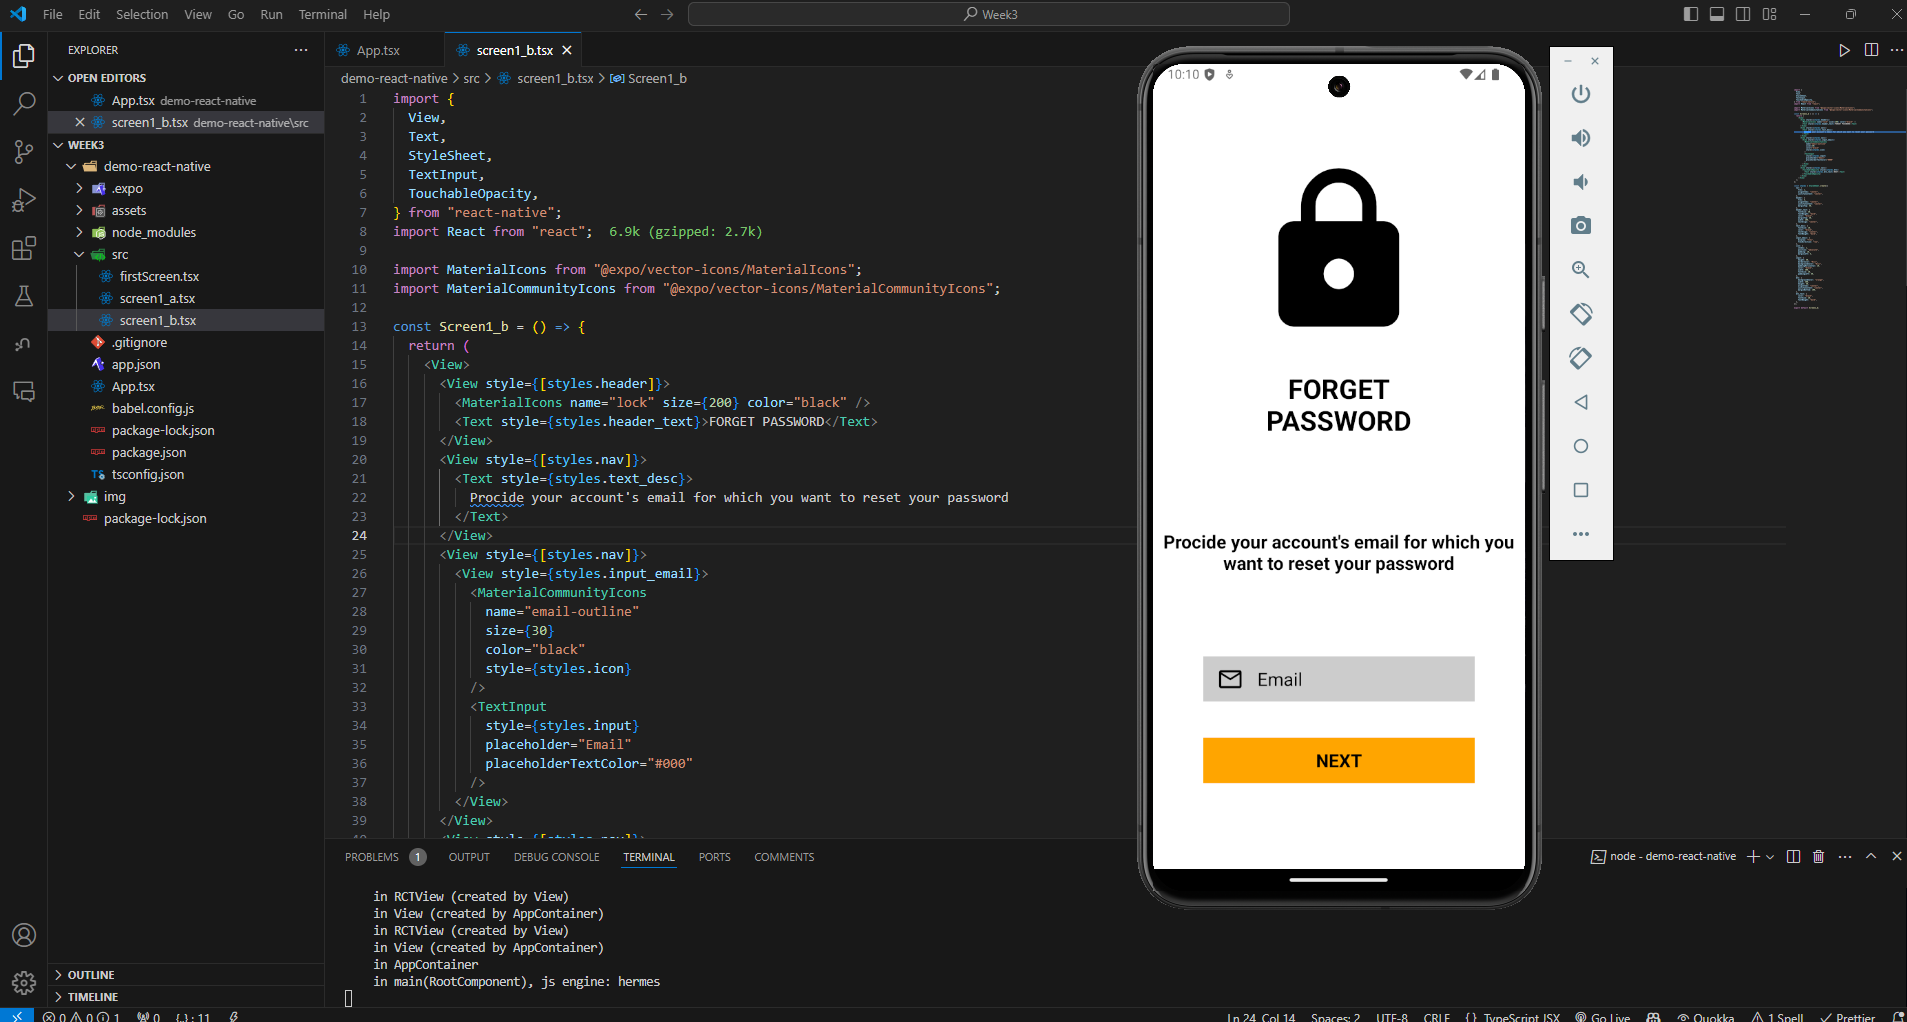 File Edit Selection View Go Run Terminal Help
Week3
EXPLORER
OPEN EDITORS
App.tsx demo-react-native
screen1_b.tsx demo-react-native\src
WEEK3
demo-react-native
.expo
assets
node_modules
src
firstScreen.tsx
screen1_a.tsx
screen1_b.tsx
.gitignore
app.json
App.tsx
babel.config.js
package-lock.json
package.json
tsconfig.json
img
package-lock.json
OUTLINE
TIMELINE
App.tsx screen1_b.tsx
demo-react-native > src > screen1_b.tsx > Screen1_b
1 import {
2 View,
3 Text,
4 StyleSheet,
5 TextInput,
6 TouchableOpacity,
7 } from "react-native";
8 import React from "react"; 6.9k (gzipped: 2.7k)
9
10 import MaterialIcons from "@expo/vector-icons/MaterialIcons";
11 import MaterialCommunityIcons from "@expo/vector-icons/MaterialCommunityIcons";
12
13 const Screen1_b = () => {
14 return (
15 <View>
16 <View style={[styles.header]}>
17 <MaterialIcons name="lock" size={200} color="black" />
18 <Text style={styles.header_text}>FORGET PASSWORD</Text>
19 </View>
20 <View style={[styles.nav]}>
21 <Text style={styles.text_desc}>
22 Procide your account's email for which you want to reset your password
23 </Text>
24 </View>
25 <View style={[styles.nav]}>
26 <View style={styles.input_email}>
27 <MaterialCommunityIcons
28 name="email-outline"
29 size={30}
30 color="black"
31 style={styles.icon}
32 />
33 <TextInput
34 style={styles.input}
35 placeholder="Email"
36 placeholderTextColor="#000"
37 />
38 </View>
39 </View>
40 <View style={[styles.nav]}>
10:10
FORGET
PASSWORD
Procide your account's email for which you
want to reset your password
Email
NEXT
PROBLEMS 1 OUTPUT DEBUG CONSOLE TERMINAL PORTS COMMENTS
node - demo-react-native
in RCTView (created by View)
in View (created by AppContainer)
in RCTView (created by View)
in View (created by AppContainer)
in AppContainer
in main(RootComponent), js engine: hermes
0 0 1 0 {..} : 11 Ln 24, Col 14 Spaces: 2 UTF-8 CRLF {} TypeScript JSX Go Live Quokka 1 Spell Prettier